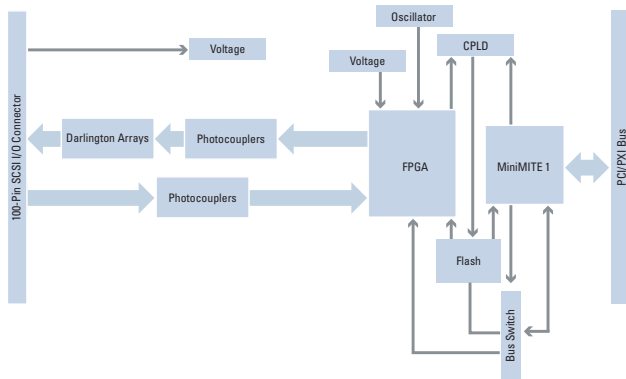 Oscillator
Voltage
CPLD
Voltage
100-Pin SCSI I/O Connector
Darlington Arrays
Photocouplers
FPGA
MiniMITE 1
PCI/PXI Bus
Photocouplers
Flash
Bus Switch